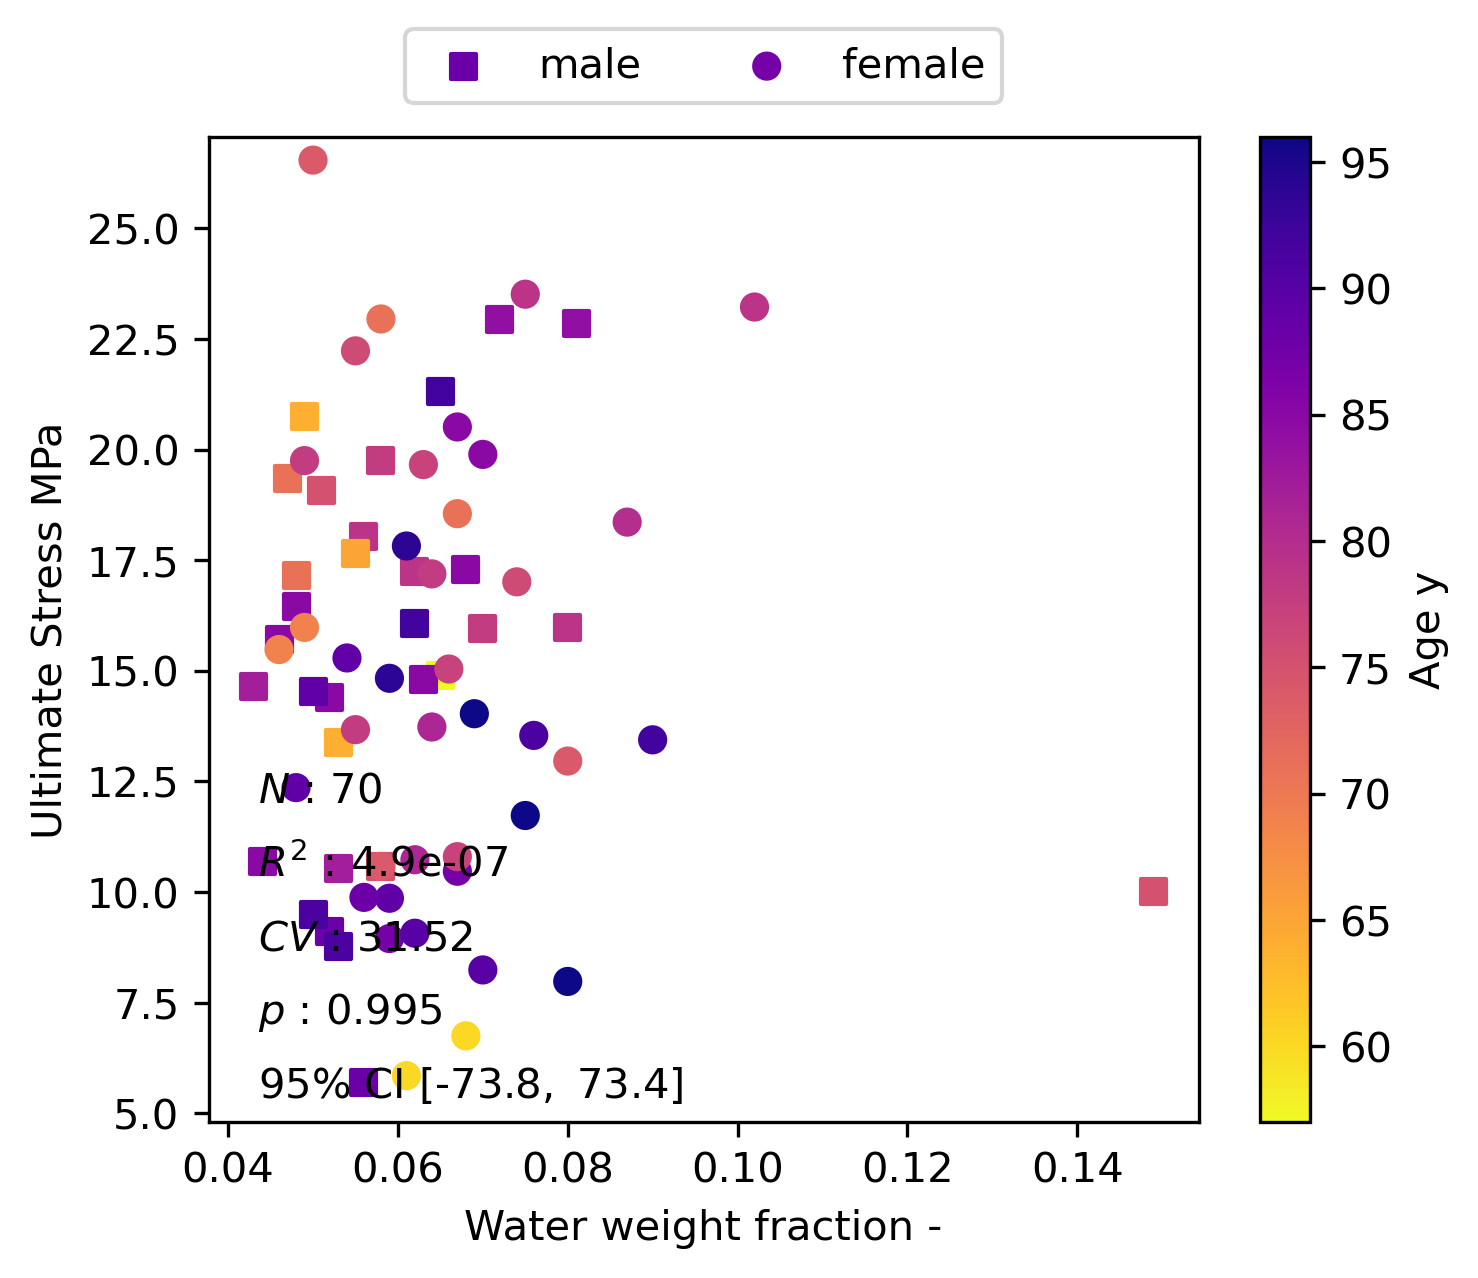 male female
25.0
22.5
20.0
17.5
15.0
12.5
10.0
7.5
5.0
Ultimate Stress MPa
N : 70
R² : 4.9e-07
CV : 31.52
p : 0.995
95% CI [-73.8, 73.4]
0.04 0.06 0.08 0.10 0.12 0.14
Water weight fraction -
95
90
85
80
75
70
65
60
Age y